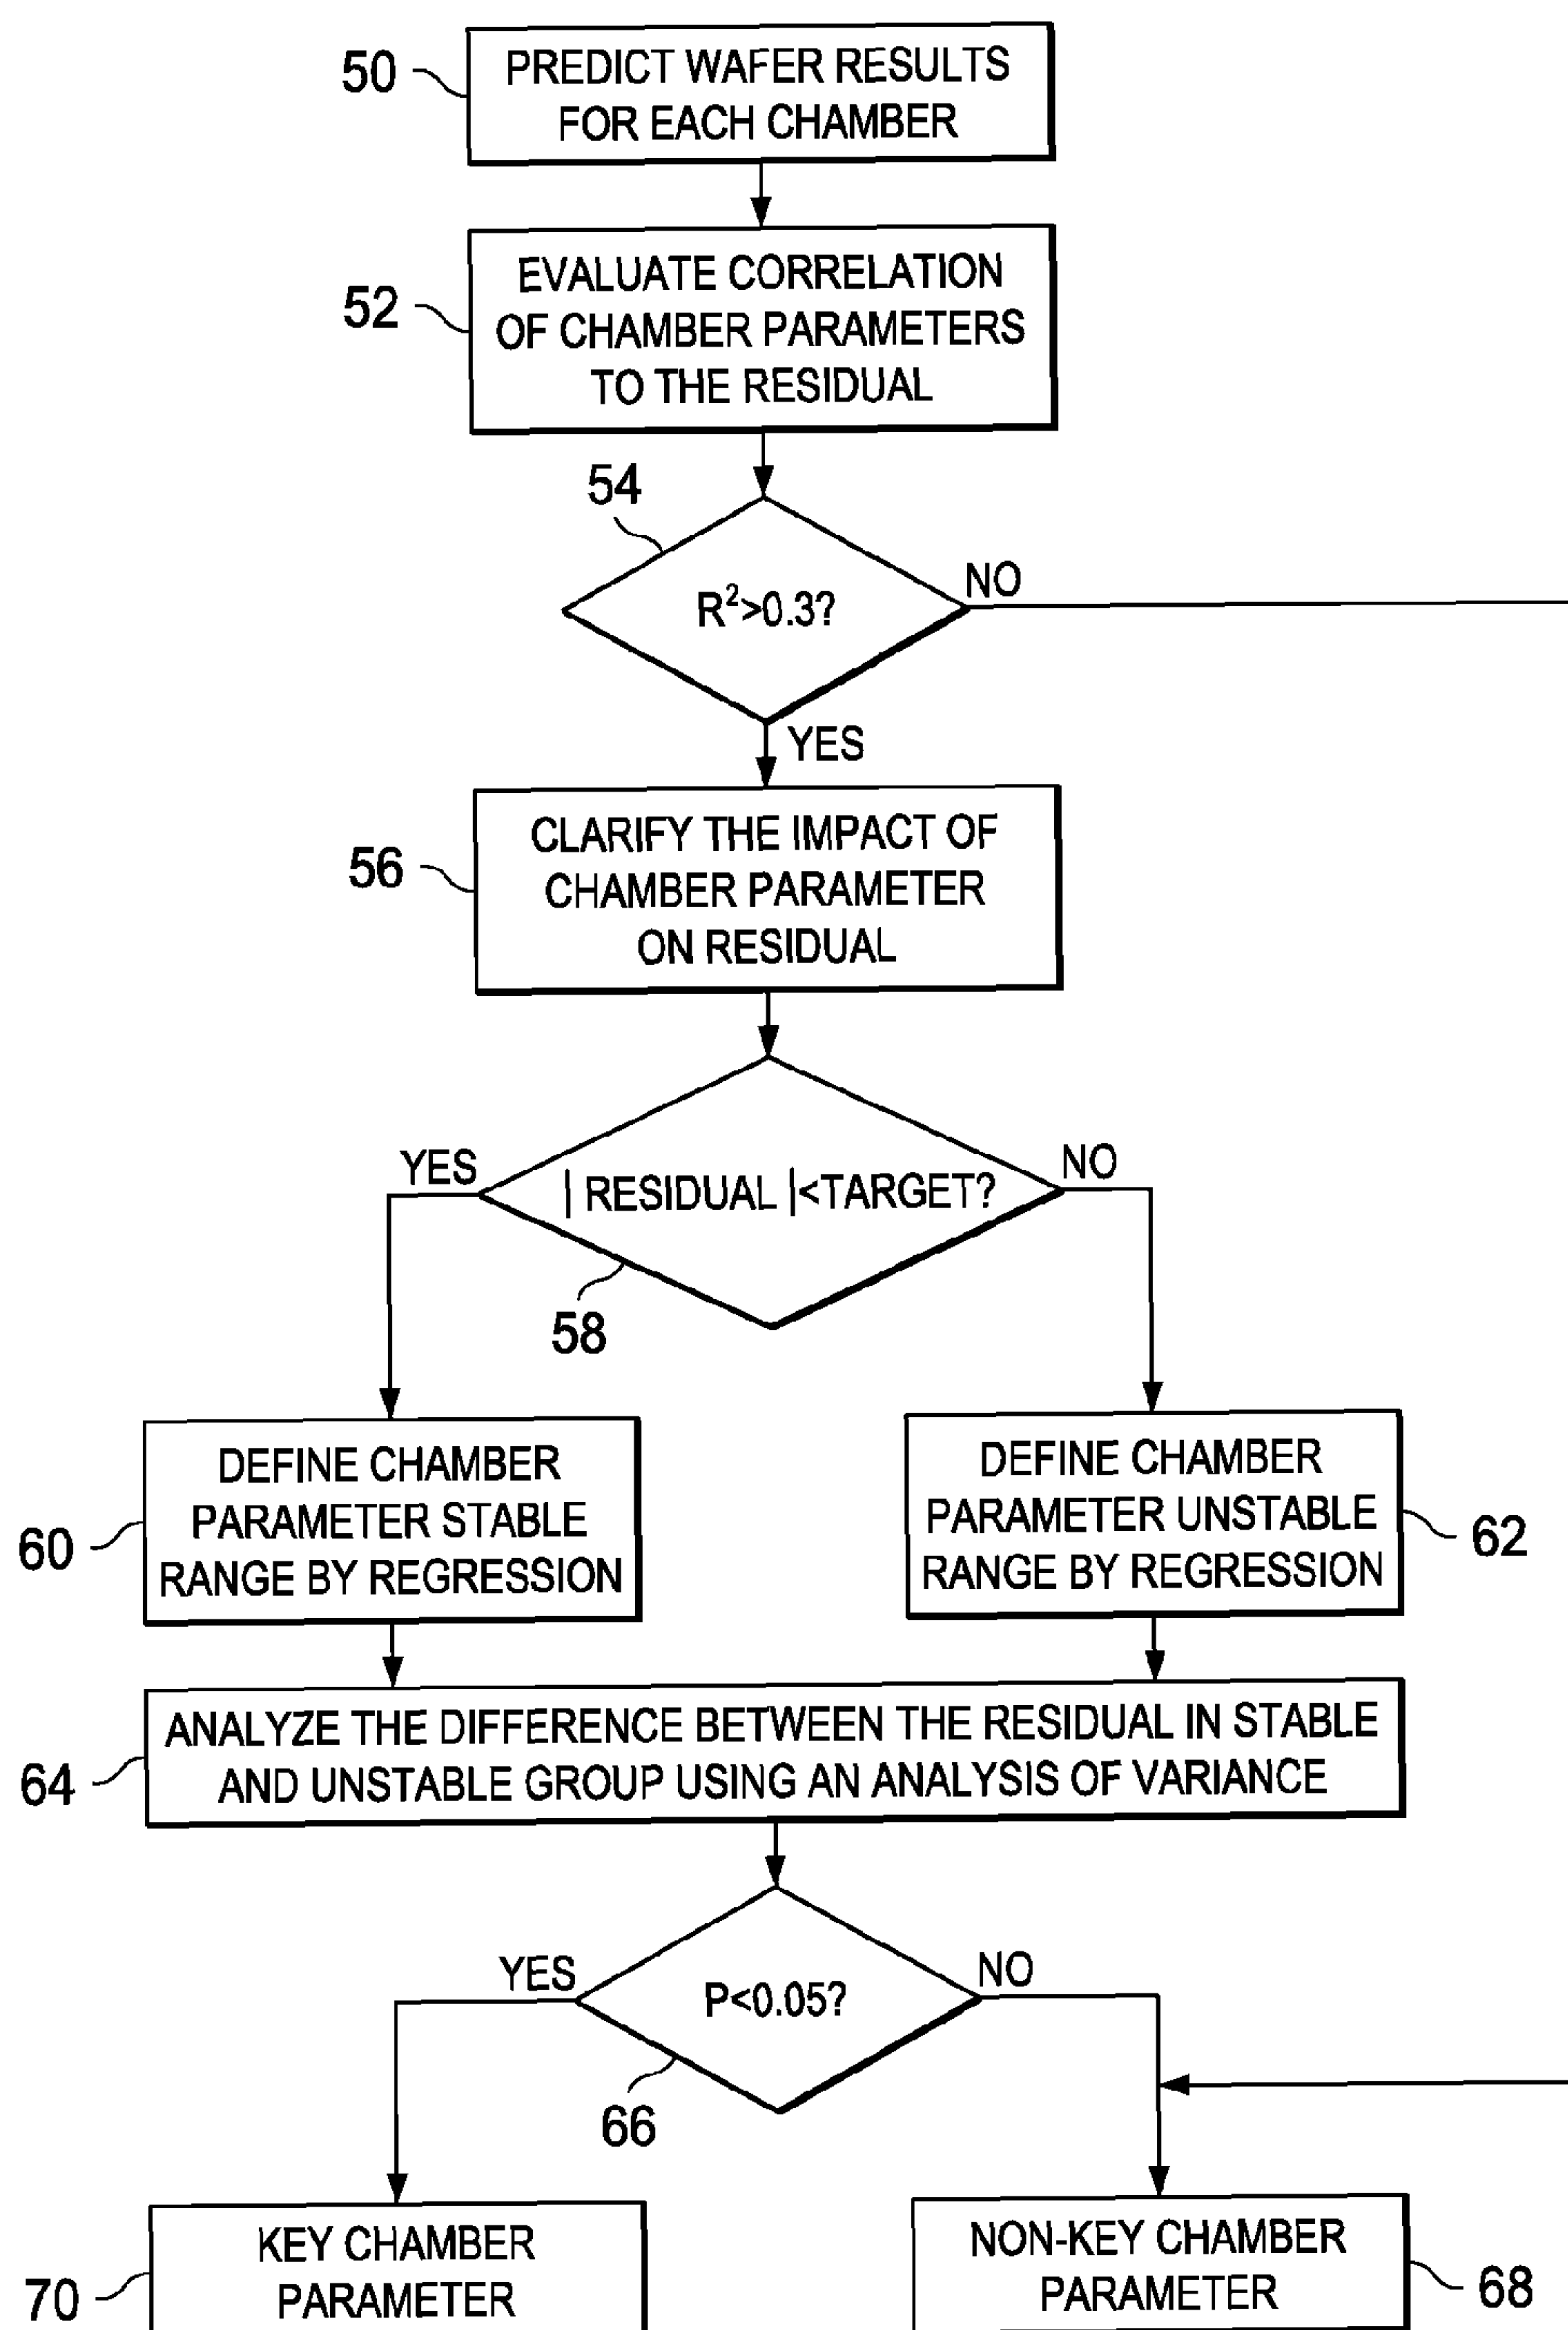 50
PREDICT WAFER RESULTS
FOR EACH CHAMBER
52
EVALUATE CORRELATION
OF CHAMBER PARAMETERS
TO THE RESIDUAL
54
R²>0.3?
NO
YES
56
CLARIFY THE IMPACT OF
CHAMBER PARAMETER
ON RESIDUAL
YES
| RESIDUAL |<TARGET?
NO
58
60
DEFINE CHAMBER
PARAMETER STABLE
RANGE BY REGRESSION
DEFINE CHAMBER
PARAMETER UNSTABLE
RANGE BY REGRESSION
62
64
ANALYZE THE DIFFERENCE BETWEEN THE RESIDUAL IN STABLE
AND UNSTABLE GROUP USING AN ANALYSIS OF VARIANCE
YES
P<0.05?
NO
66
70
KEY CHAMBER
PARAMETER
NON-KEY CHAMBER
PARAMETER
68